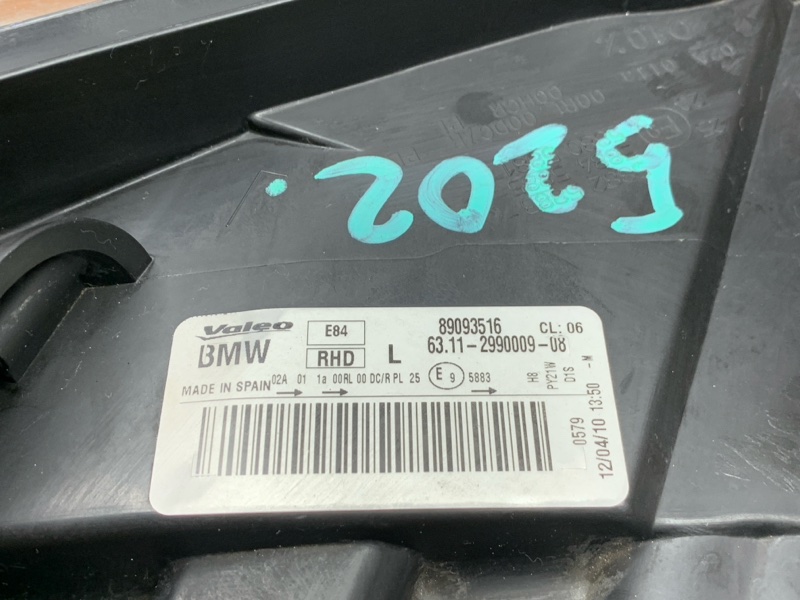 5202.
Valeo
BMW
E84
RHD
L
89093516
CL: 06
63.11-2990009-08
MADE IN SPAIN
02A 01 1a 00RL 00 DC/R PL 25 E9 5883
H8
PY21W
D1S
0579
12/04/10 13:50 -M